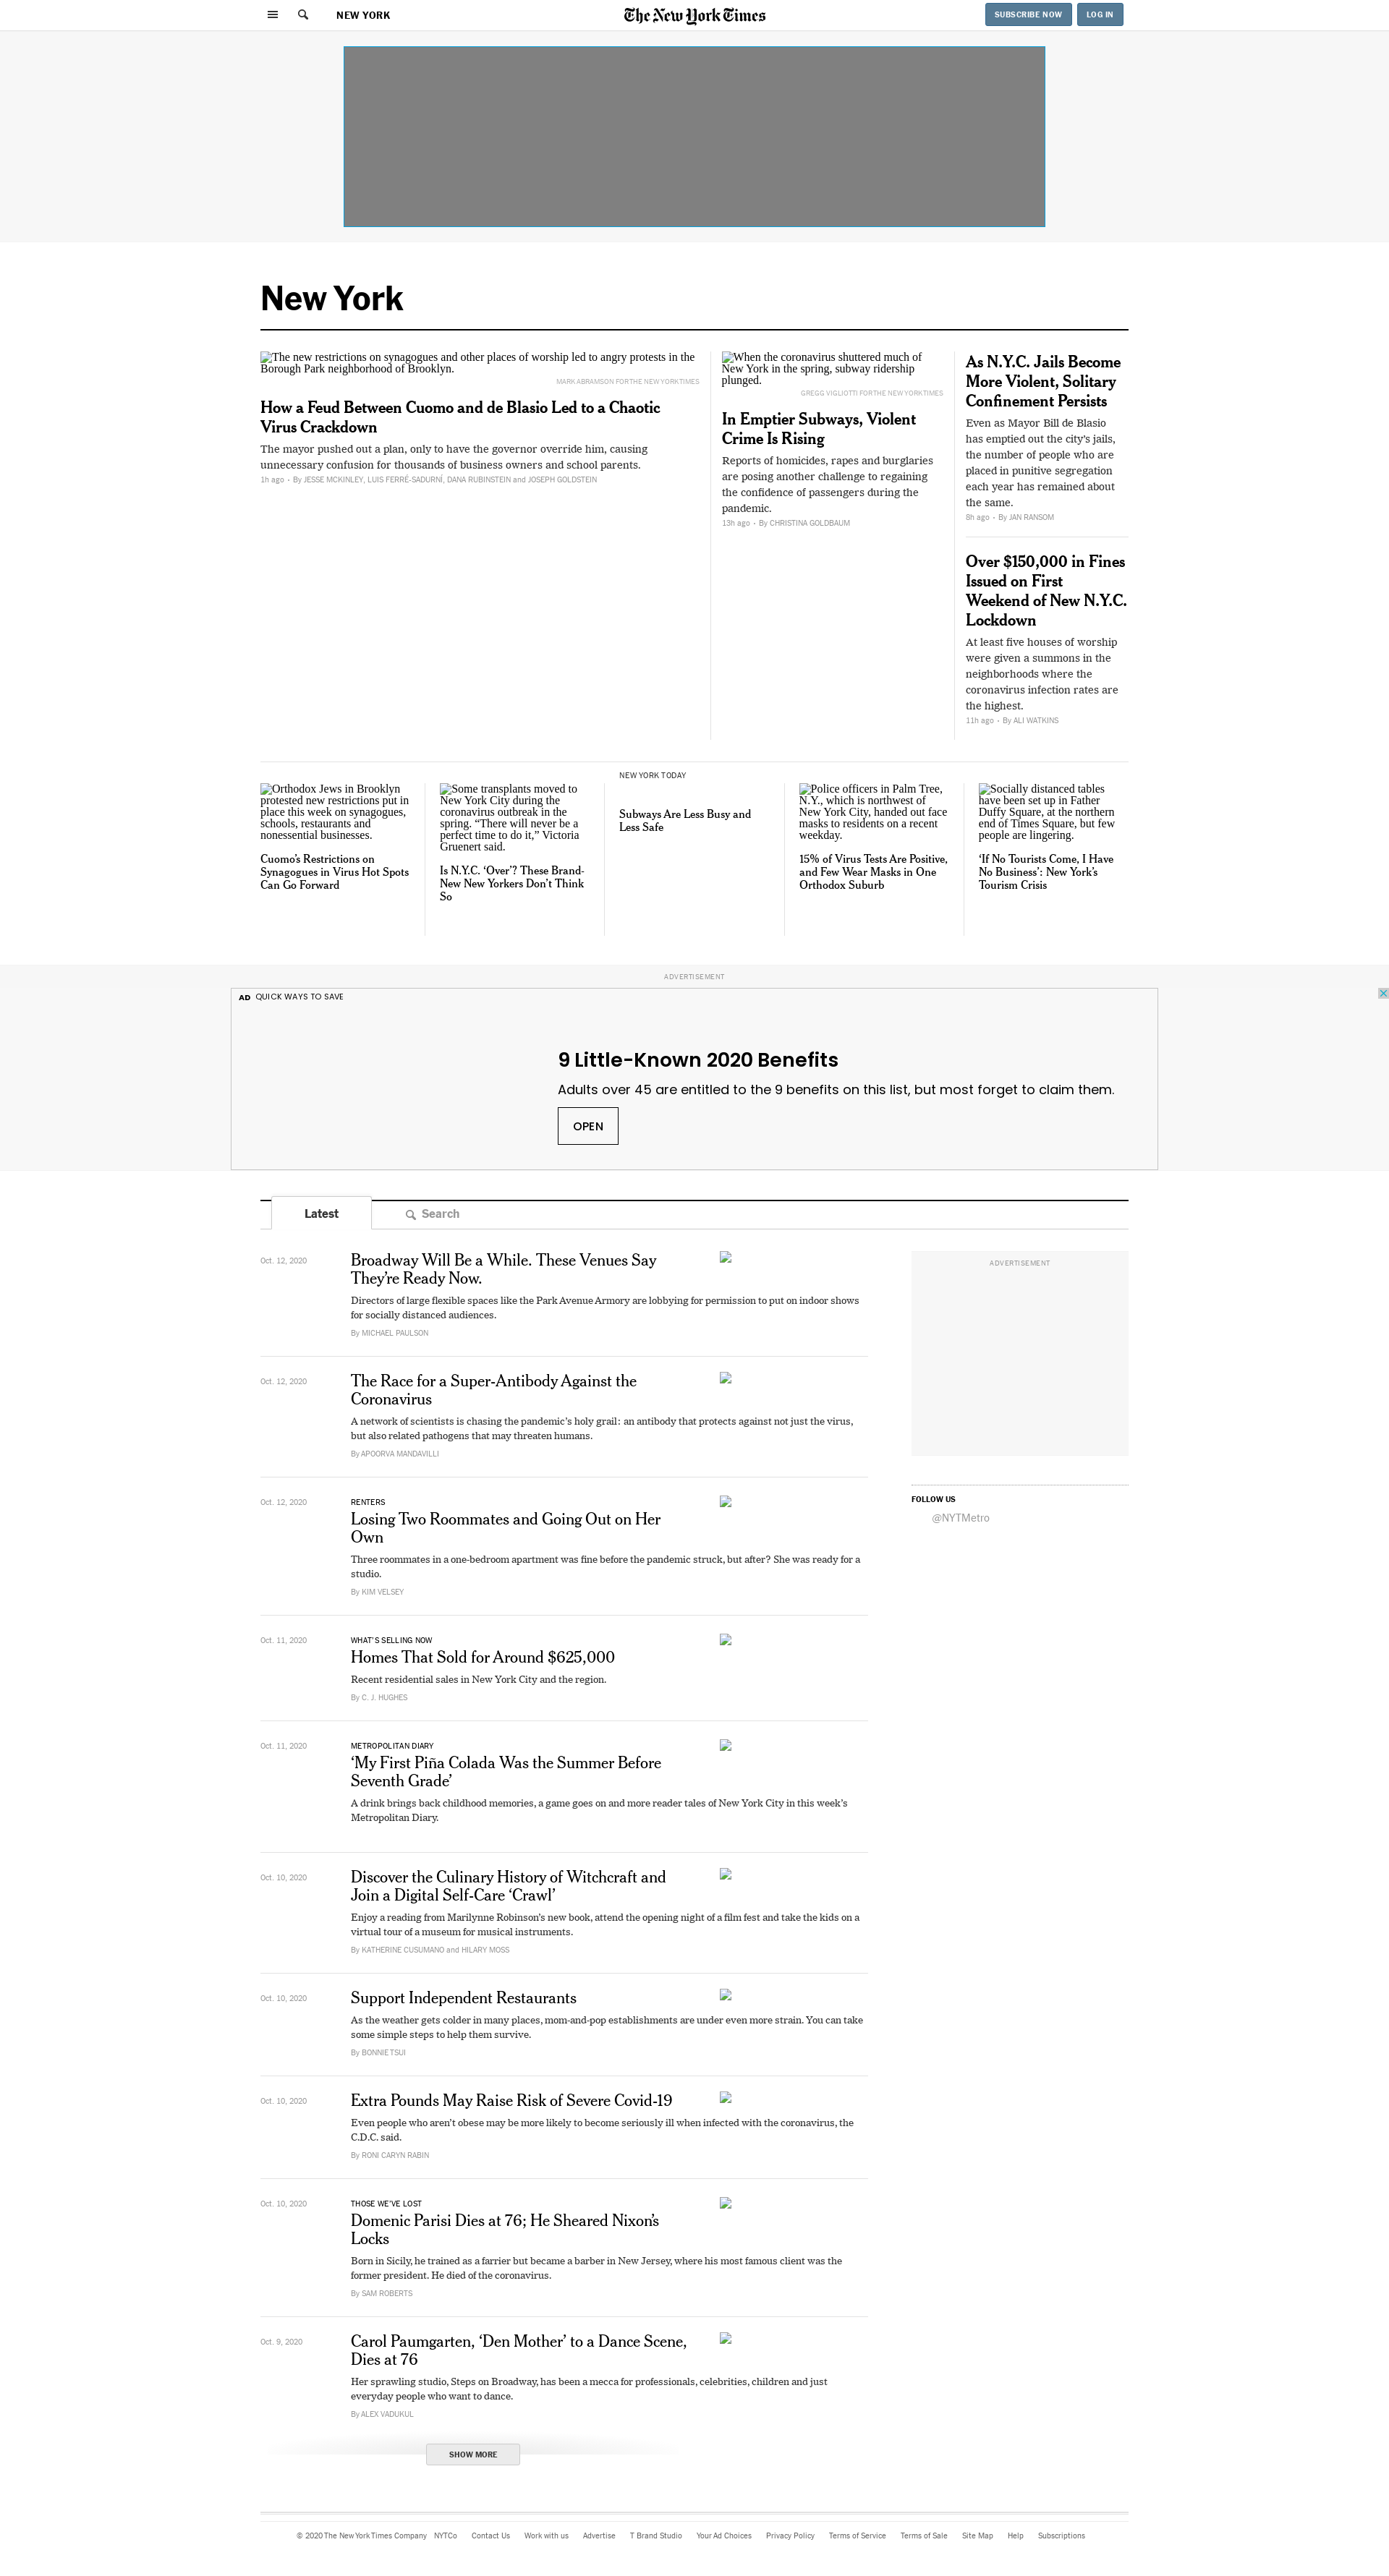 NEW YORK
The New York Times
SUBSCRIBE NOW
LOG IN
New York
The new restrictions on synagogues and other places of worship led to angry protests in the
Borough Park neighborhood of Brooklyn.
MARK ABRAMSON FOR THE NEW YORK TIMES
How a Feud Between Cuomo and de Blasio Led to a Chaotic
Virus Crackdown
The mayor pushed out a plan, only to have the governor override him, causing
unnecessary confusion for thousands of business owners and school parents.
1h ago • By JESSE MCKINLEY, LUIS FERRÉ-SADURNÍ, DANA RUBINSTEIN and JOSEPH GOLDSTEIN
When the coronavirus shuttered much of
New York in the spring, subway ridership
plunged.
GREGG VIGLIOTTI FOR THE NEW YORK TIMES
In Emptier Subways, Violent
Crime Is Rising
Reports of homicides, rapes and burglaries
are posing another challenge to regaining
the confidence of passengers during the
pandemic.
13h ago • By CHRISTINA GOLDBAUM
As N.Y.C. Jails Become
More Violent, Solitary
Confinement Persists
Even as Mayor Bill de Blasio
has emptied out the city's jails,
the number of people who are
placed in punitive segregation
each year has remained about
the same.
8h ago • By JAN RANSOM
Over $150,000 in Fines
Issued on First
Weekend of New N.Y.C.
Lockdown
At least five houses of worship
were given a summons in the
neighborhoods where the
coronavirus infection rates are
the highest.
11h ago • By ALI WATKINS
Orthodox Jews in Brooklyn
protested new restrictions put in
place this week on synagogues,
schools, restaurants and
nonessential businesses.
Cuomo’s Restrictions on
Synagogues in Virus Hot Spots
Can Go Forward
Some transplants moved to
New York City during the
coronavirus outbreak in the
spring. “There will never be a
perfect time to do it,” Victoria
Gruenert said.
Is N.Y.C. ‘Over’? These Brand-
New New Yorkers Don’t Think
So
NEW YORK TODAY
Subways Are Less Busy and
Less Safe
Police officers in Palm Tree,
N.Y., which is northwest of
New York City, handed out face
masks to residents on a recent
weekday.
15% of Virus Tests Are Positive,
and Few Wear Masks in One
Orthodox Suburb
Socially distanced tables
have been set up in Father
Duffy Square, at the northern
end of Times Square, but few
people are lingering.
‘If No Tourists Come, I Have
No Business’: New York’s
Tourism Crisis
ADVERTISEMENT
AD QUICK WAYS TO SAVE
9 Little-Known 2020 Benefits
Adults over 45 are entitled to the 9 benefits on this list, but most forget to claim them.
OPEN
Latest
Search
Oct. 12, 2020
Broadway Will Be a While. These Venues Say
They’re Ready Now.
Directors of large flexible spaces like the Park Avenue Armory are lobbying for permission to put on indoor shows
for socially distanced audiences.
By MICHAEL PAULSON
Oct. 12, 2020
The Race for a Super-Antibody Against the
Coronavirus
A network of scientists is chasing the pandemic’s holy grail: an antibody that protects against not just the virus,
but also related pathogens that may threaten humans.
By APOORVA MANDAVILLI
Oct. 12, 2020
RENTERS
Losing Two Roommates and Going Out on Her
Own
Three roommates in a one-bedroom apartment was fine before the pandemic struck, but after? She was ready for a
studio.
By KIM VELSEY
Oct. 11, 2020
WHAT’S SELLING NOW
Homes That Sold for Around $625,000
Recent residential sales in New York City and the region.
By C. J. HUGHES
Oct. 11, 2020
METROPOLITAN DIARY
‘My First Piña Colada Was the Summer Before
Seventh Grade’
A drink brings back childhood memories, a game goes on and more reader tales of New York City in this week’s
Metropolitan Diary.
Oct. 10, 2020
Discover the Culinary History of Witchcraft and
Join a Digital Self-Care ‘Crawl’
Enjoy a reading from Marilynne Robinson’s new book, attend the opening night of a film fest and take the kids on a
virtual tour of a museum for musical instruments.
By KATHERINE CUSUMANO and HILARY MOSS
Oct. 10, 2020
Support Independent Restaurants
As the weather gets colder in many places, mom-and-pop establishments are under even more strain. You can take
some simple steps to help them survive.
By BONNIE TSUI
Oct. 10, 2020
Extra Pounds May Raise Risk of Severe Covid-19
Even people who aren’t obese may be more likely to become seriously ill when infected with the coronavirus, the
C.D.C. said.
By RONI CARYN RABIN
Oct. 10, 2020
THOSE WE’VE LOST
Domenic Parisi Dies at 76; He Sheared Nixon’s
Locks
Born in Sicily, he trained as a farrier but became a barber in New Jersey, where his most famous client was the
former president. He died of the coronavirus.
By SAM ROBERTS
Oct. 9, 2020
Carol Paumgarten, ‘Den Mother’ to a Dance Scene,
Dies at 76
Her sprawling studio, Steps on Broadway, has been a mecca for professionals, celebrities, children and just
everyday people who want to dance.
By ALEX VADUKUL
SHOW MORE
ADVERTISEMENT
FOLLOW US
@NYTMetro
© 2020 The New York Times Company NYTCo Contact Us Work with us Advertise T Brand Studio Your Ad Choices Privacy Policy Terms of Service Terms of Sale Site Map Help Subscriptions